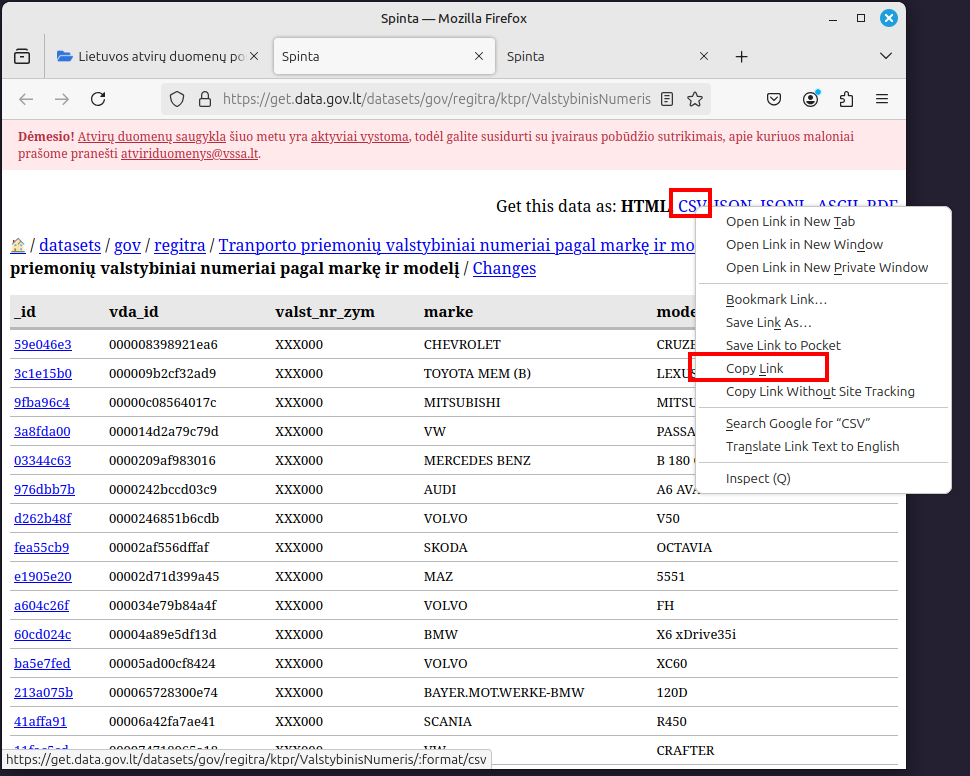 Spinta — Mozilla Firefox
Lietuvos atvirų duomenų po
Spinta
Spinta
https://get.data.gov.lt/datasets/gov/regitra/ktpr/ValstybinisNumeris
Dėmesio! Atvirų duomenų saugykla šiuo metu yra aktyviai vystoma, todėl galite susidurti su įvairaus pobūdžio sutrikimais, apie kuriuos maloniai
prašome pranešti atviriduomenys@vssa.lt.
Get this data as: HTML CSV JSON JSONL ASCII RDF
🏠 / datasets / gov / regitra / Tranporto priemonių valstybiniai numeriai pagal markę ir mo
priemonių valstybiniai numeriai pagal markę ir modelį / Changes
_id vda_id valst_nr_zym marke mode
59e046e3 000008398921ea6 XXX000 CHEVROLET CRUZE
3c1e15b0 000009b2cf32ad9 XXX000 TOYOTA MEM (B) LEXUS
9fba96c4 00000c08564017c XXX000 MITSUBISHI MITSU
3a8fda00 000014d2a79c79d XXX000 VW PASSA
03344c63 0000209af983016 XXX000 MERCEDES BENZ B 180
976dbb7b 0000242bccd03c9 XXX000 AUDI A6 AVA
d262b48f 0000246851b6cdb XXX000 VOLVO V50
fea55cb9 00002af556dffaf XXX000 SKODA OCTAVIA
e1905e20 00002d71d399a45 XXX000 MAZ 5551
a604c26f 000034e79b84a4f XXX000 VOLVO FH
60cd024c 00004a89e5df13d XXX000 BMW X6 xDrive35i
ba5e7fed 00005ad00cf8424 XXX000 VOLVO XC60
213a075b 000065728300e74 XXX000 BAYER.MOT.WERKE-BMW 120D
41affa91 00006a42fa7ae41 XXX000 SCANIA R450
XXX000 VW CRAFTER
https://get.data.gov.lt/datasets/gov/regitra/ktpr/ValstybinisNumeris/:format/csv
Open Link in New Tab
Open Link in New Window
Open Link in New Private Window
Bookmark Link…
Save Link As…
Save Link to Pocket
Copy Link
Copy Link Without Site Tracking
Search Google for “CSV”
Translate Link Text to English
Inspect (Q)